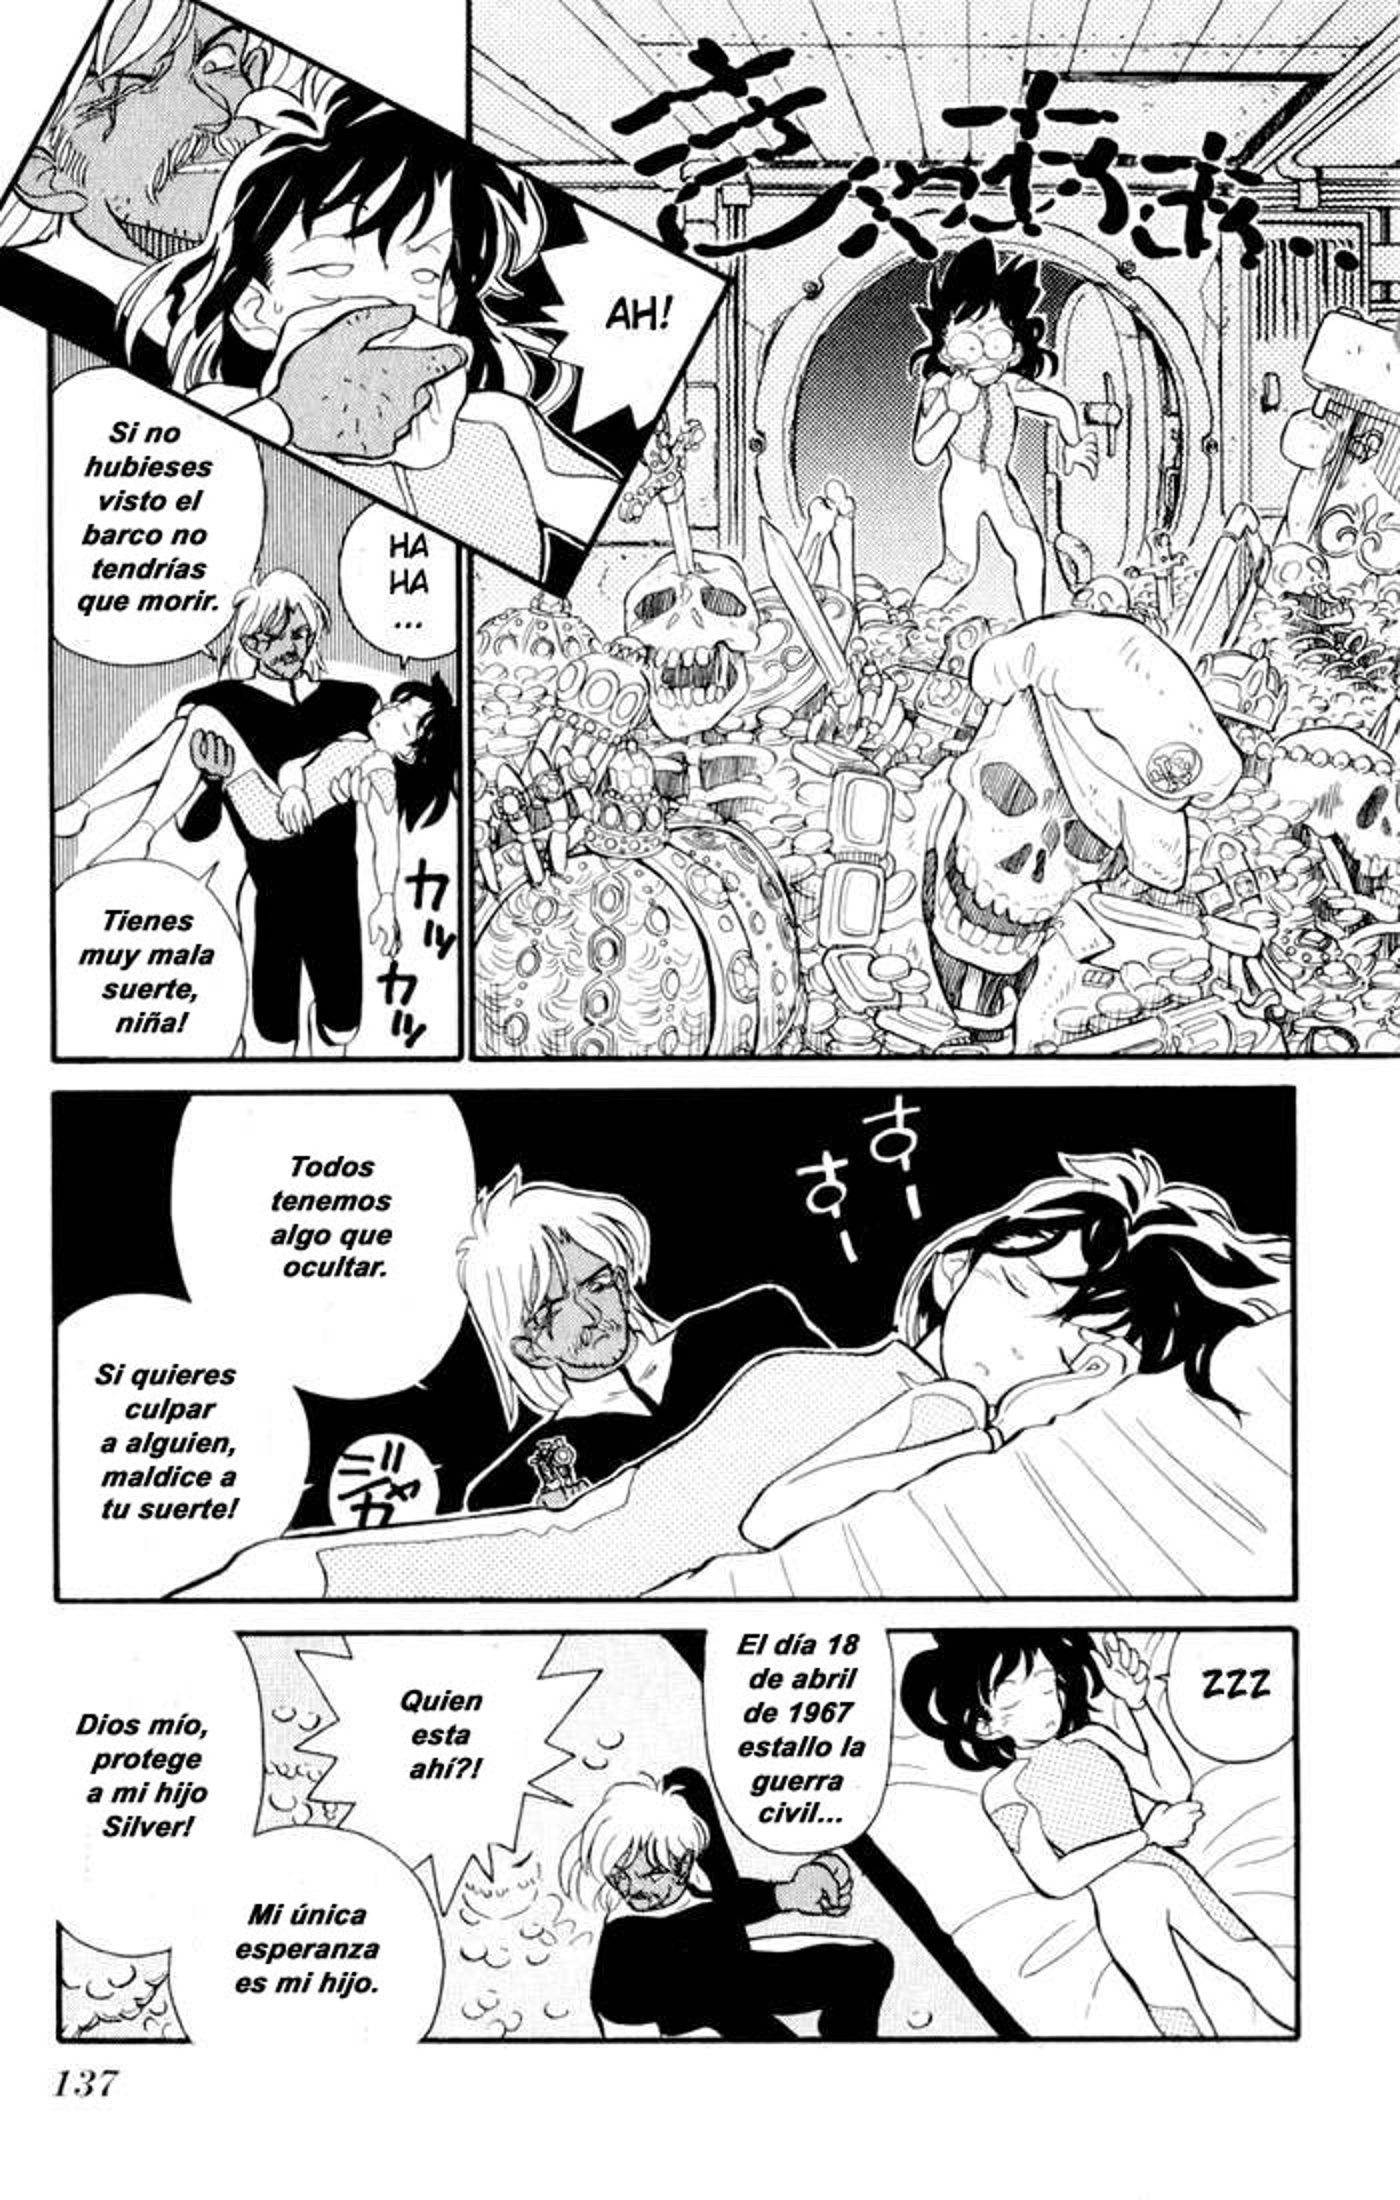 AH!
Si no
hubieses
visto el
barco no
tendrías
que morir.
HA
HA
...
カッ
カッ
Tienes
muy mala
suerte,
niña!
Todos
tenemos
algo que
ocultar.
Si quieres
culpar
a alguien,
maldice a
tu suerte!
ジャカ
ZZZ
El día 18
de abril
de 1967
estallo la
guerra
civil...
Quien
esta
ahí?!
Mi única
esperanza
es mi hijo.
Dios mío,
protege
a mi hijo
Silver!
137